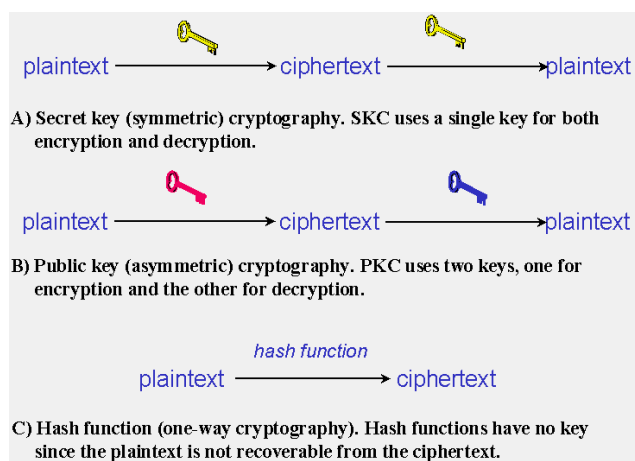 plaintext ciphertext plaintext
A) Secret key (symmetric) cryptography. SKC uses a single key for both
encryption and decryption.
plaintext ciphertext plaintext
B) Public key (asymmetric) cryptography. PKC uses two keys, one for
encryption and the other for decryption.
hash function
plaintext ciphertext
C) Hash function (one-way cryptography). Hash functions have no key
since the plaintext is not recoverable from the ciphertext.